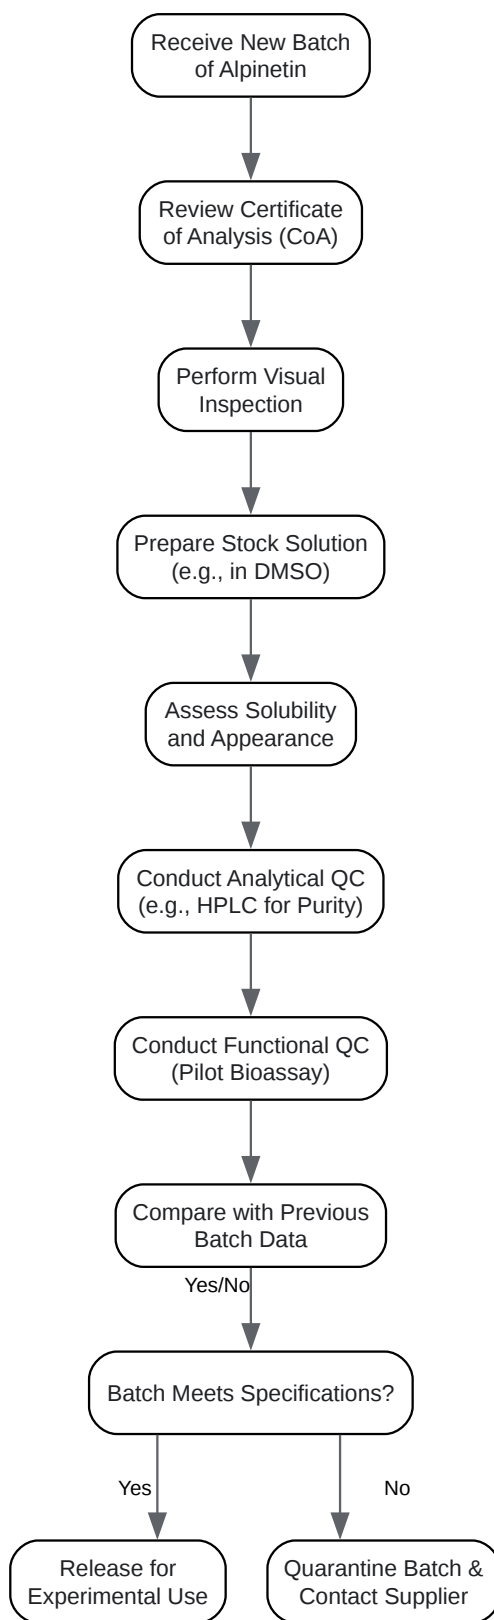 Receive New Batch
of Alpinetin
Review Certificate
of Analysis (CoA)
Perform Visual
Inspection
Prepare Stock Solution
(e.g., in DMSO)
Assess Solubility
and Appearance
Conduct Analytical QC
(e.g., HPLC for Purity)
Conduct Functional QC
(Pilot Bioassay)
Compare with Previous
Batch Data
Yes/No
Batch Meets Specifications?
Yes
No
Release for
Experimental Use
Quarantine Batch &
Contact Supplier